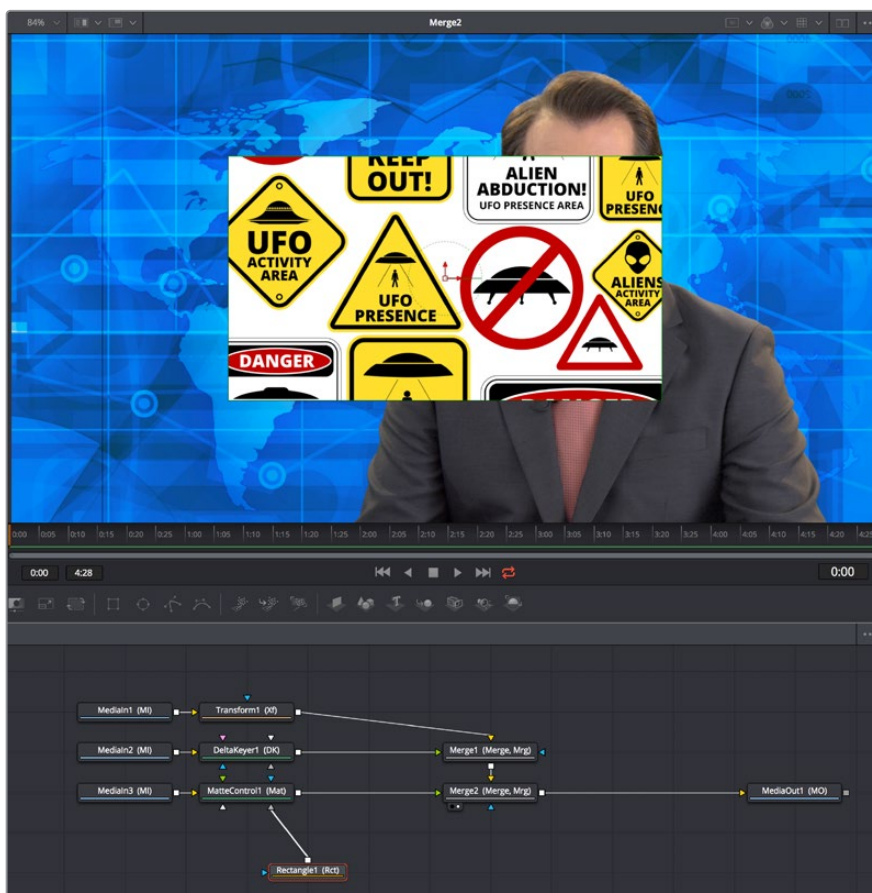 84%
Merge2
KEEP
OUT!
ALIEN
ABDUCTION!
UFO PRESENCE AREA
UFO
PRESENC
UFO
ACTIVITY
AREA
UFO
PRESENCE
ALIENS
ACTIVITY
AREA
DANGER
DANGER
0:00 0:05 0:10 0:15 0:20 0:25 1:00 1:05 1:10 1:15 1:20 1:25 2:00 2:05 2:10 2:15 2:20 2:25 3:00 3:05 3:10 3:15 3:20 3:25 4:00 4:05 4:10 4:15 4:20 4:25
0:00 4:28 0:00
MediaIn1 (MI) Transform1 (Xf)
MediaIn2 (MI) DeltaKeyer1 (DK) Merge1 (Merge, Mrg)
MediaIn3 (MI) MatteControl1 (Mat) Merge2 (Merge, Mrg) MediaOut1 (MO)
Rectangle1 (Rct)